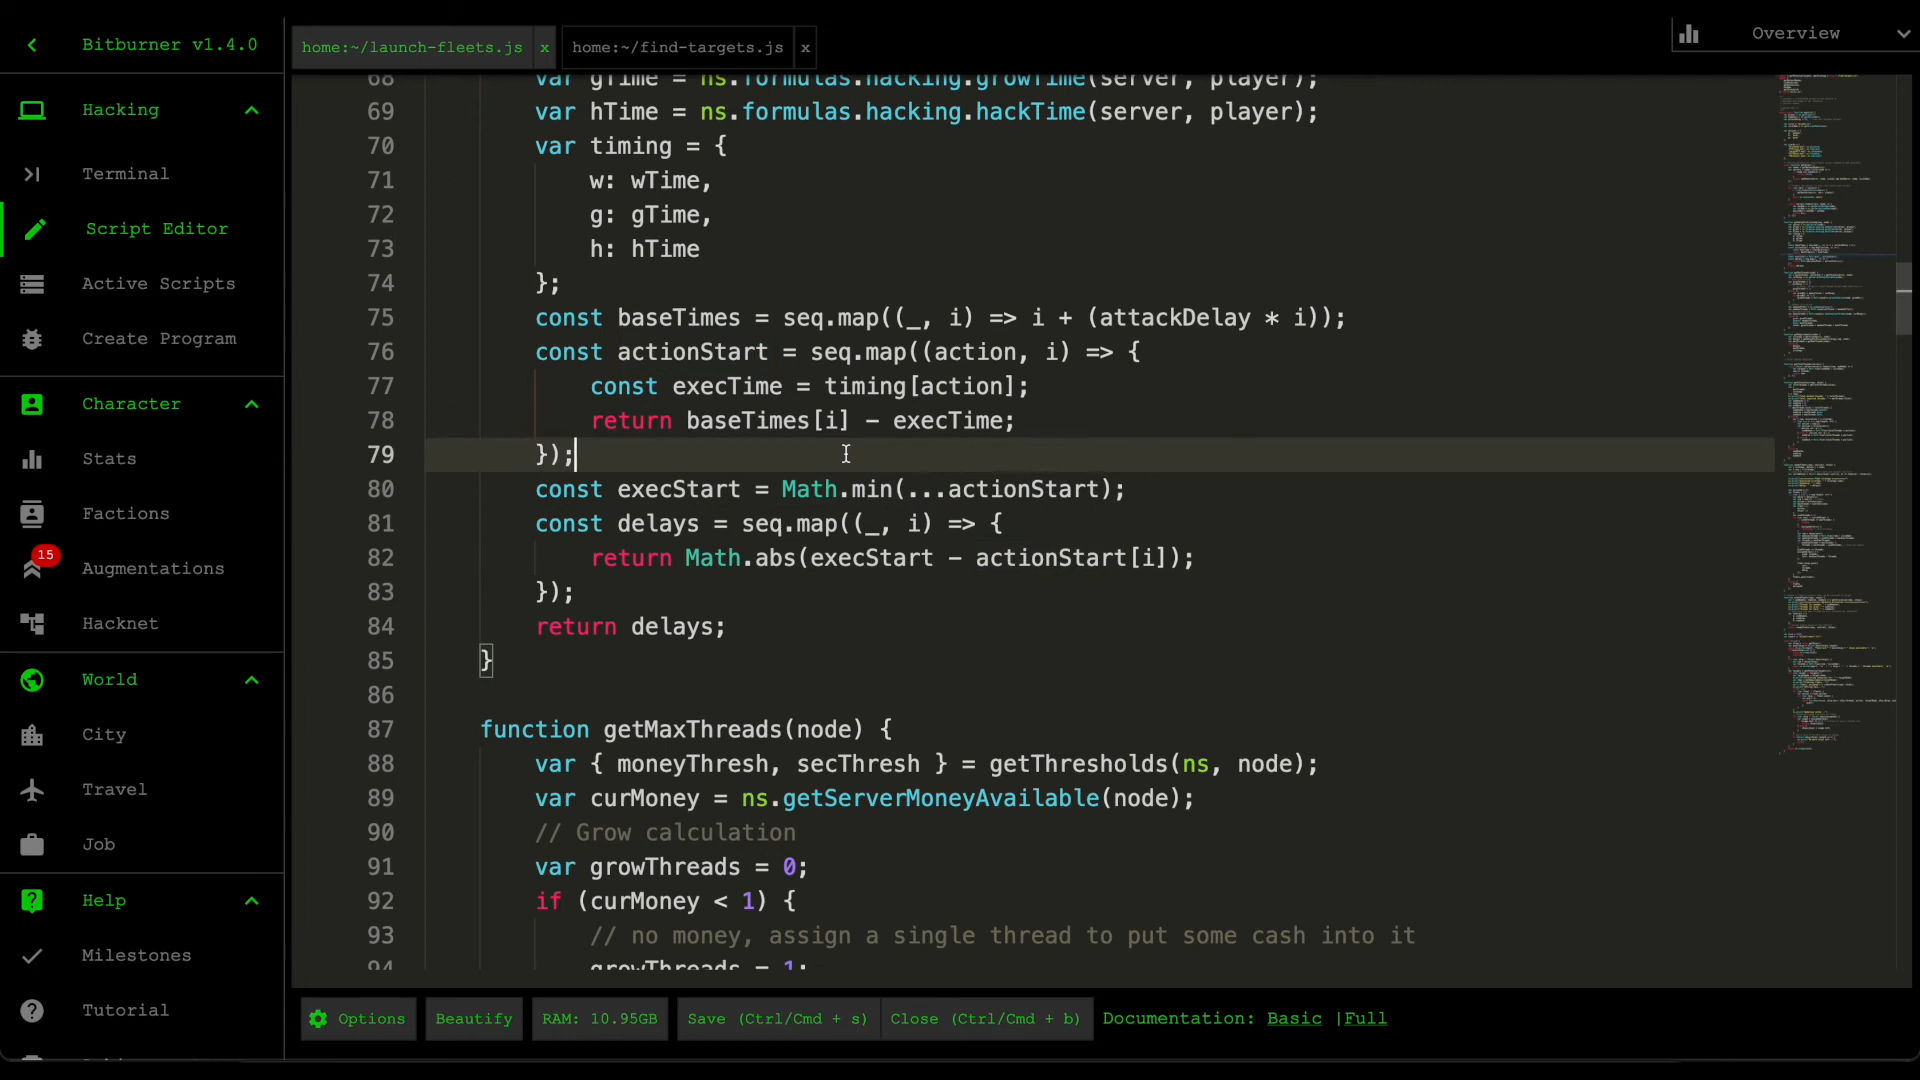 Bitburner v1.4.0
Hacking
Terminal
Script Editor
Active Scripts
Create Program
Character
Stats
Factions
15
Augmentations
Hacknet
World
City
Travel
Job
Help
Milestones
Tutorial
home:~/launch-fleets.js x
home:~/find-targets.js x
Overview
68 var gTime = ns.formulas.hacking.growTime(server, player);
69 var hTime = ns.formulas.hacking.hackTime(server, player);
70 var timing = {
71 w: wTime,
72 g: gTime,
73 h: hTime
74 };
75 const baseTimes = seq.map((_, i) => i + (attackDelay * i));
76 const actionStart = seq.map((action, i) => {
77 const execTime = timing[action];
78 return baseTimes[i] - execTime;
79 });
80 const execStart = Math.min(...actionStart);
81 const delays = seq.map((_, i) => {
82 return Math.abs(execStart - actionStart[i]);
83 });
84 return delays;
85 }
86
87 function getMaxThreads(node) {
88 var { moneyThresh, secThresh } = getThresholds(ns, node);
89 var curMoney = ns.getServerMoneyAvailable(node);
90 // Grow calculation
91 var growThreads = 0;
92 if (curMoney < 1) {
93 // no money, assign a single thread to put some cash into it
94 growThreads = 1;
Options
Beautify
RAM: 10.95GB
Save (Ctrl/Cmd + s)
Close (Ctrl/Cmd + b)
Documentation: Basic |Full